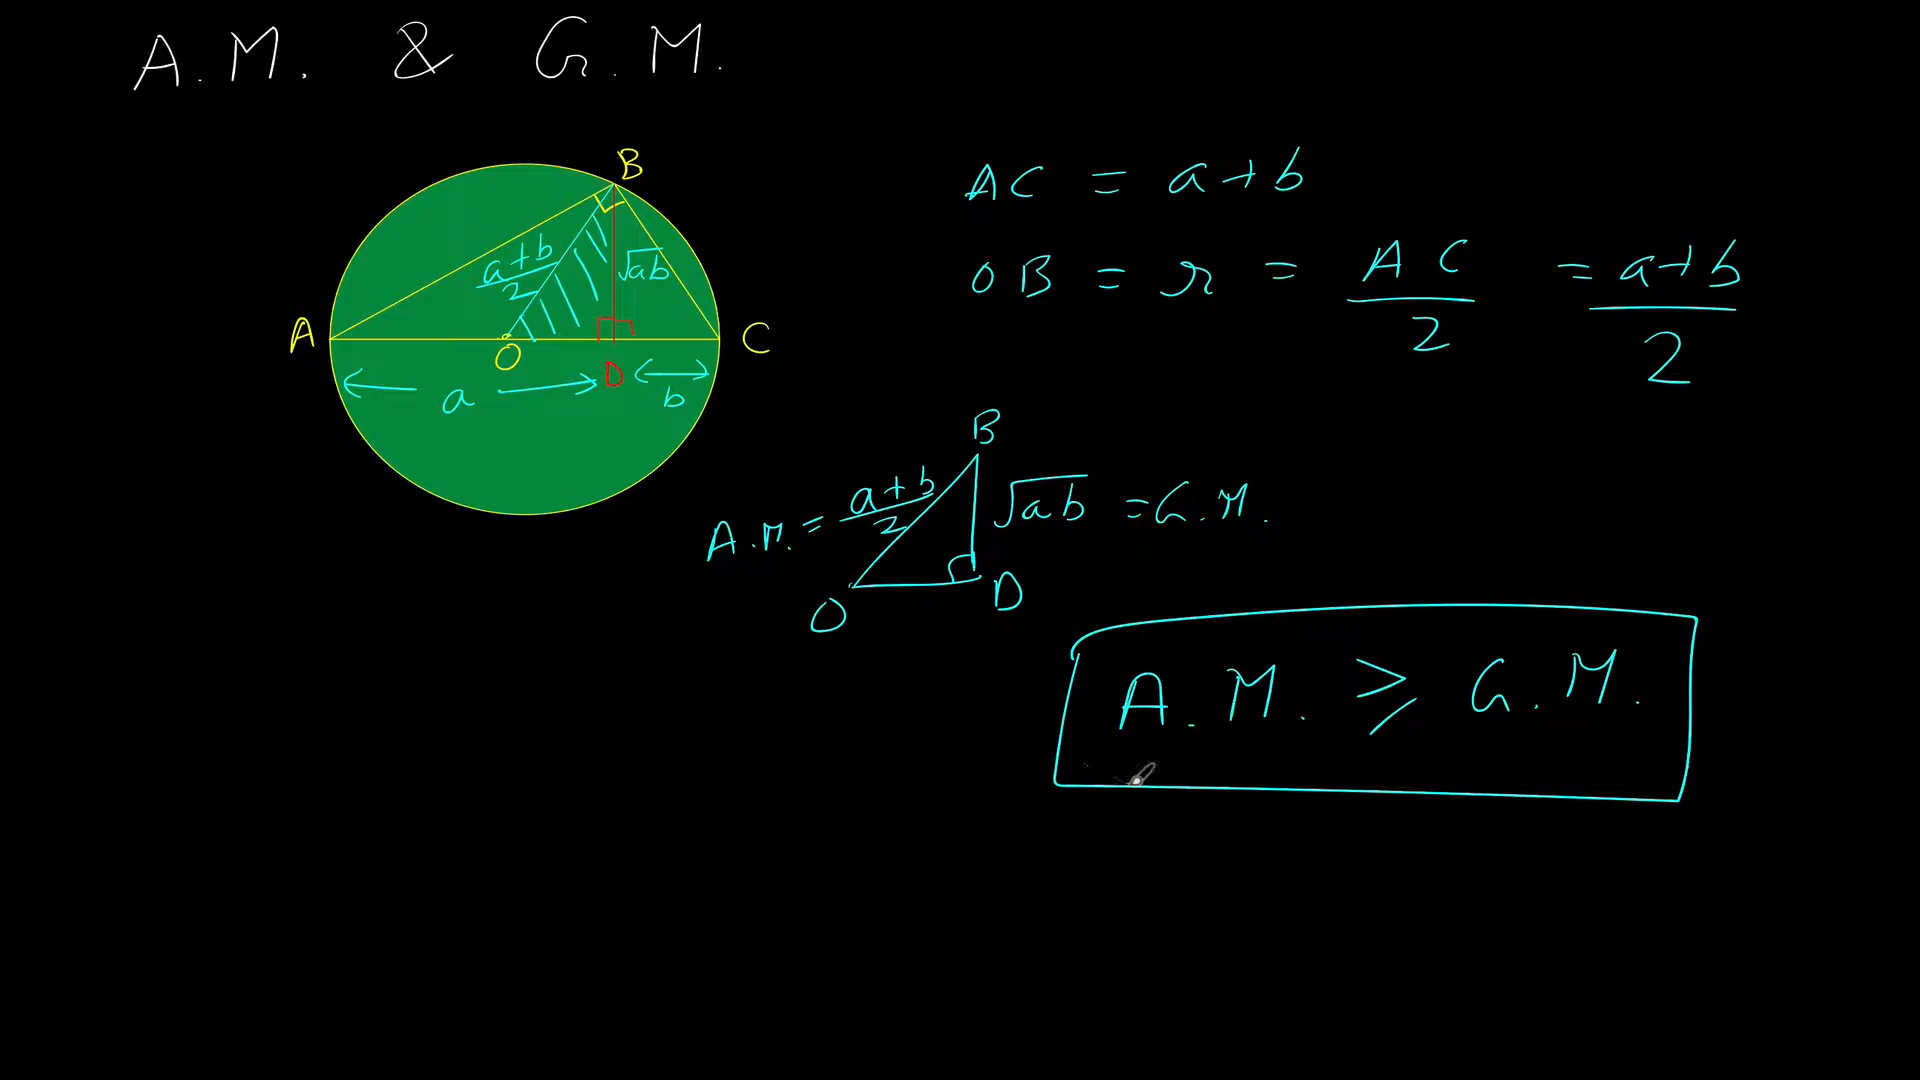 A.M. & G.M.
B
a+b/2
√ab
A
O
C
D
a
b
AC = a+b
OB = r = AC/2 = a+b/2
B
A.M. = a+b/2
√ab = G.M.
O
D
A.M. ≥ G.M.